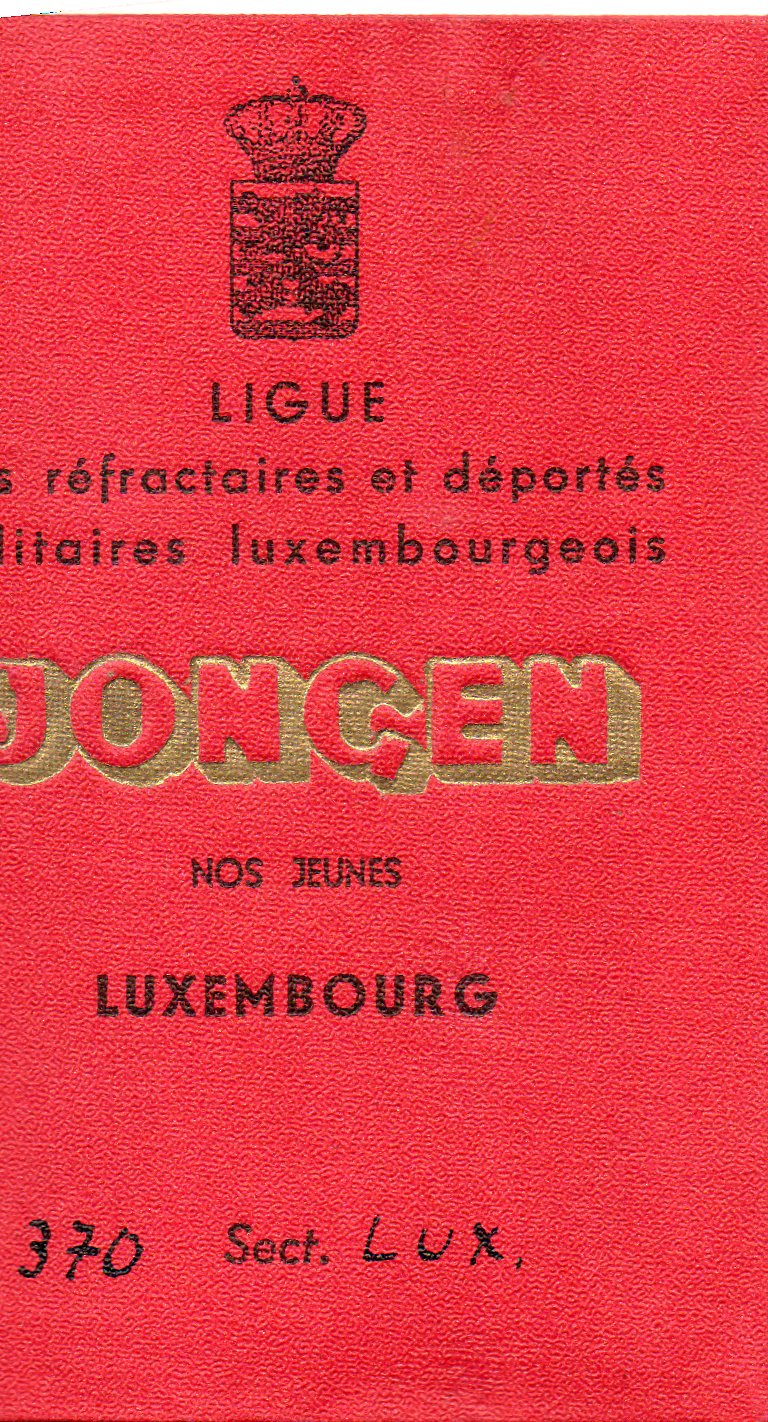 LIGUE
s réfractaires et déportés
litaires luxembourgeois
JONGEN
NOS JEUNES
LUXEMBOURG
370 Sect. LUX.